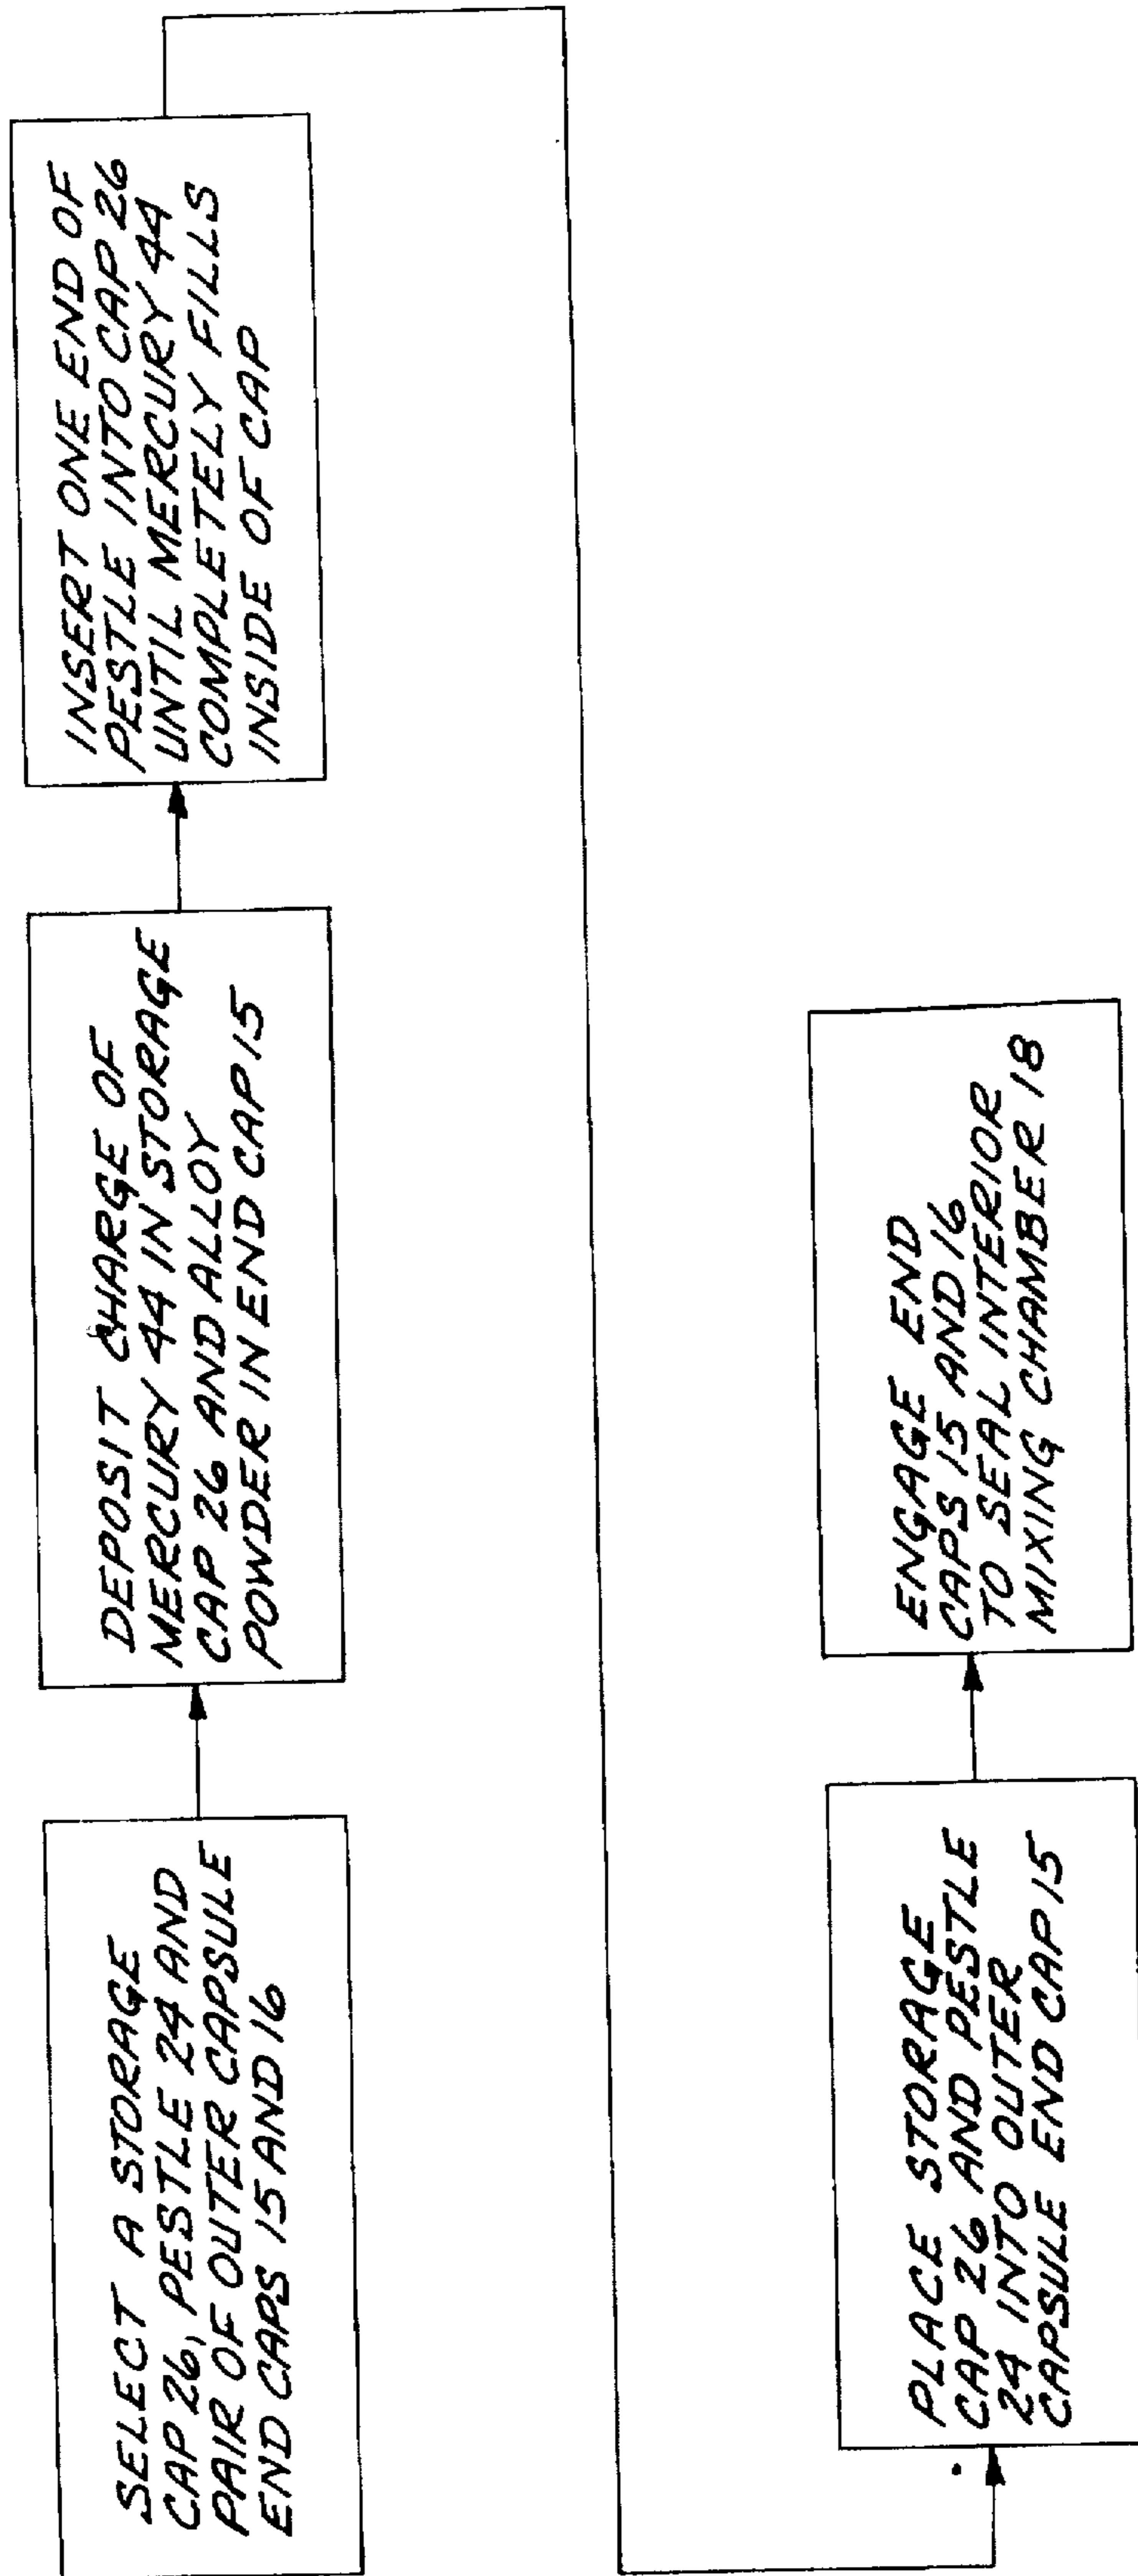 SELECT A STORAGE
CAP 26, PESTLE 24 AND
PAIR OF OUTER CAPSULE
END CAPS 15 AND 16
DEPOSIT CHARGE OF
MERCURY 44 IN STORAGE
CAP 26 AND ALLOY
POWDER IN END CAP 15
INSERT ONE END OF
PESTLE INTO CAP 26
UNTIL MERCURY 44
COMPLETELY FILLS
INSIDE OF CAP
PLACE STORAGE
CAP 26 AND PESTLE
24 INTO OUTER
CAPSULE END CAP 15
ENGAGE END
CAPS 15 AND 16
TO SEAL INTERIOR
MIXING CHAMBER 18